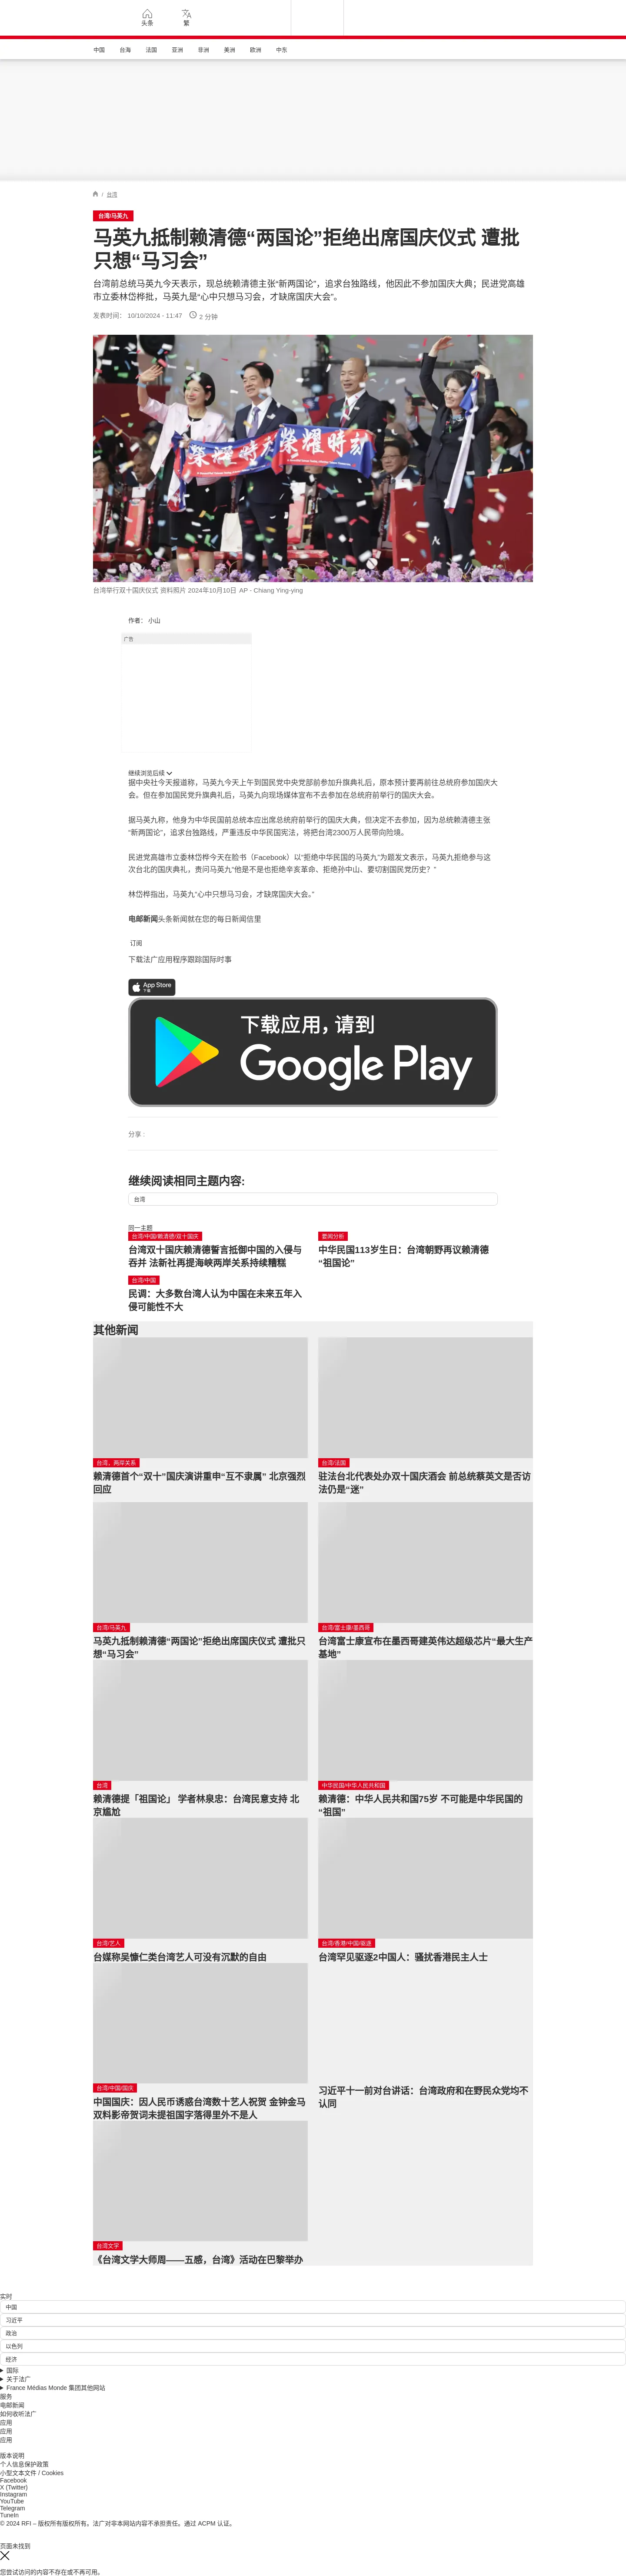 头条
繁
中国 台海 法国 亚洲 非洲 美洲 欧洲 中东
/ 台湾
台湾/马英九
马英九抵制赖清德“两国论”拒绝出席国庆仪式 遭批
只想“马习会”
台湾前总统马英九今天表示，现总统赖清德主张“新两国论”，追求台独路线，他因此不参加国庆大典；民进党高雄
市立委林岱桦批，马英九是“心中只想马习会，才缺席国庆大会”。
发表时间： 10/10/2024 - 11:47 2 分钟
榮耀時刻
台湾举行双十国庆仪式 资料照片 2024年10月10日 AP - Chiang Ying-ying
作者： 小山
广告
继续浏览后续
据中央社今天报道称，马英九今天上午到国民党中央党部前参加升旗典礼后，原本预计要再前往总统府参加国庆大
会。但在参加国民党升旗典礼后，马英九向现场媒体宣布不去参加在总统府前举行的国庆大会。
据马英九称，他身为中华民国前总统本应出席总统府前举行的国庆大典，但决定不去参加，因为总统赖清德主张
“新两国论”，追求台独路线，严重违反中华民国宪法，将把台湾2300万人民带向险境。
民进党高雄市立委林岱桦今天在脸书（Facebook）以“拒绝中华民国的马英九”为题发文表示，马英九拒绝参与这
次台北的国庆典礼，责问马英九“他是不是也拒绝辛亥革命、拒绝孙中山、要切割国民党历史？”
林岱桦指出，马英九“心中只想马习会，才缺席国庆大会。”
电邮新闻头条新闻就在您的每日新闻信里
订阅
下载法广应用程序跟踪国际时事
App Store
下载
下载应用，请到
Google Play
分享 :
继续阅读相同主题内容:
台湾
同一主题
台湾/中国/赖清德/双十国庆
台湾双十国庆赖清德誓言抵御中国的入侵与
吞并 法新社再提海峡两岸关系持续糟糕
要闻分析
中华民国113岁生日：台湾朝野再议赖清德
“祖国论”
台湾/中国
民调：大多数台湾人认为中国在未来五年入
侵可能性不大
其他新闻
台湾，两岸关系
赖清德首个“双十”国庆演讲重申“互不隶属” 北京强烈
回应
台湾/法国
驻法台北代表处办双十国庆酒会 前总统蔡英文是否访
法仍是“迷”
台湾/马英九
马英九抵制赖清德“两国论”拒绝出席国庆仪式 遭批只
想“马习会”
台湾/富士康/墨西哥
台湾富士康宣布在墨西哥建英伟达超级芯片“最大生产
基地”
台湾
赖清德提「祖国论」 学者林泉忠：台湾民意支持 北
京尴尬
中华民国/中华人民共和国
赖清德：中华人民共和国75岁 不可能是中华民国的
“祖国”
台湾/艺人
台媒称吴慷仁类台湾艺人可没有沉默的自由
台湾/香港/中国/驱逐
台湾罕见驱逐2中国人：骚扰香港民主人士
台湾/中国/国庆
中国国庆：因人民币诱惑台湾数十艺人祝贺 金钟金马
双料影帝贺词未提祖国字落得里外不是人
习近平十一前对台讲话：台湾政府和在野民众党均不
认同
台湾文学
《台湾文学大师周——五感，台湾》活动在巴黎举办
实时
中国
习近平
政治
以色列
经济
国际
关于法广
France Médias Monde 集团其他网站
服务
电邮新闻
如何收听法广
应用
应用
应用
版本说明
个人信息保护政策
小型文本文件 / Cookies
Facebook
X (Twitter)
Instagram
YouTube
Telegram
TuneIn
© 2024 RFI – 版权所有版权所有。法广对非本网站内容不承担责任。通过 ACPM 认证。
页面未找到
您尝试访问的内容不存在或不再可用。